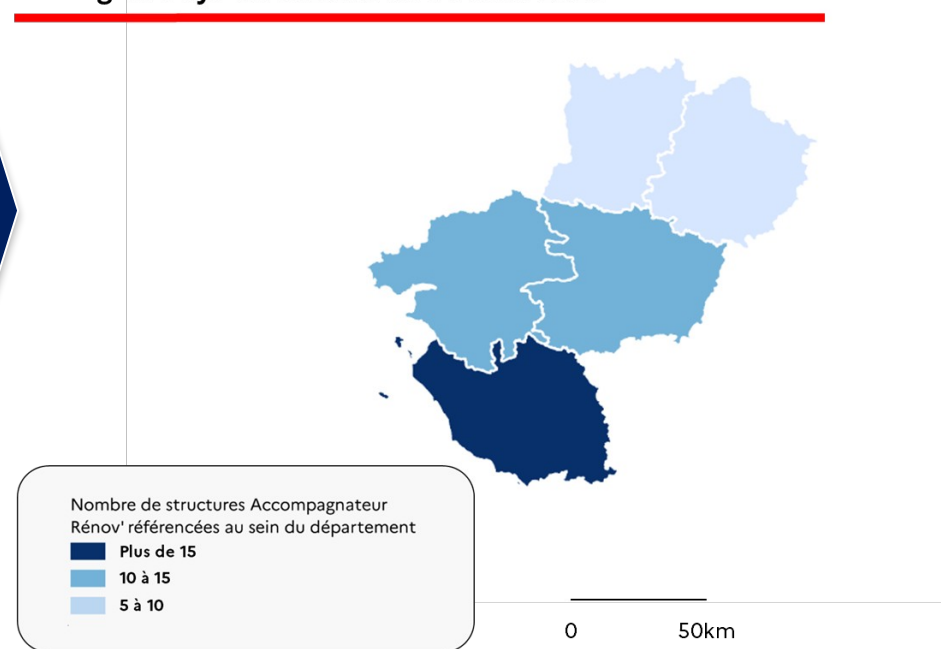 Nombre de structures Accompagnateur
Rénov' référencées au sein du département
Plus de 15
10 à 15
5 à 10
0 50km